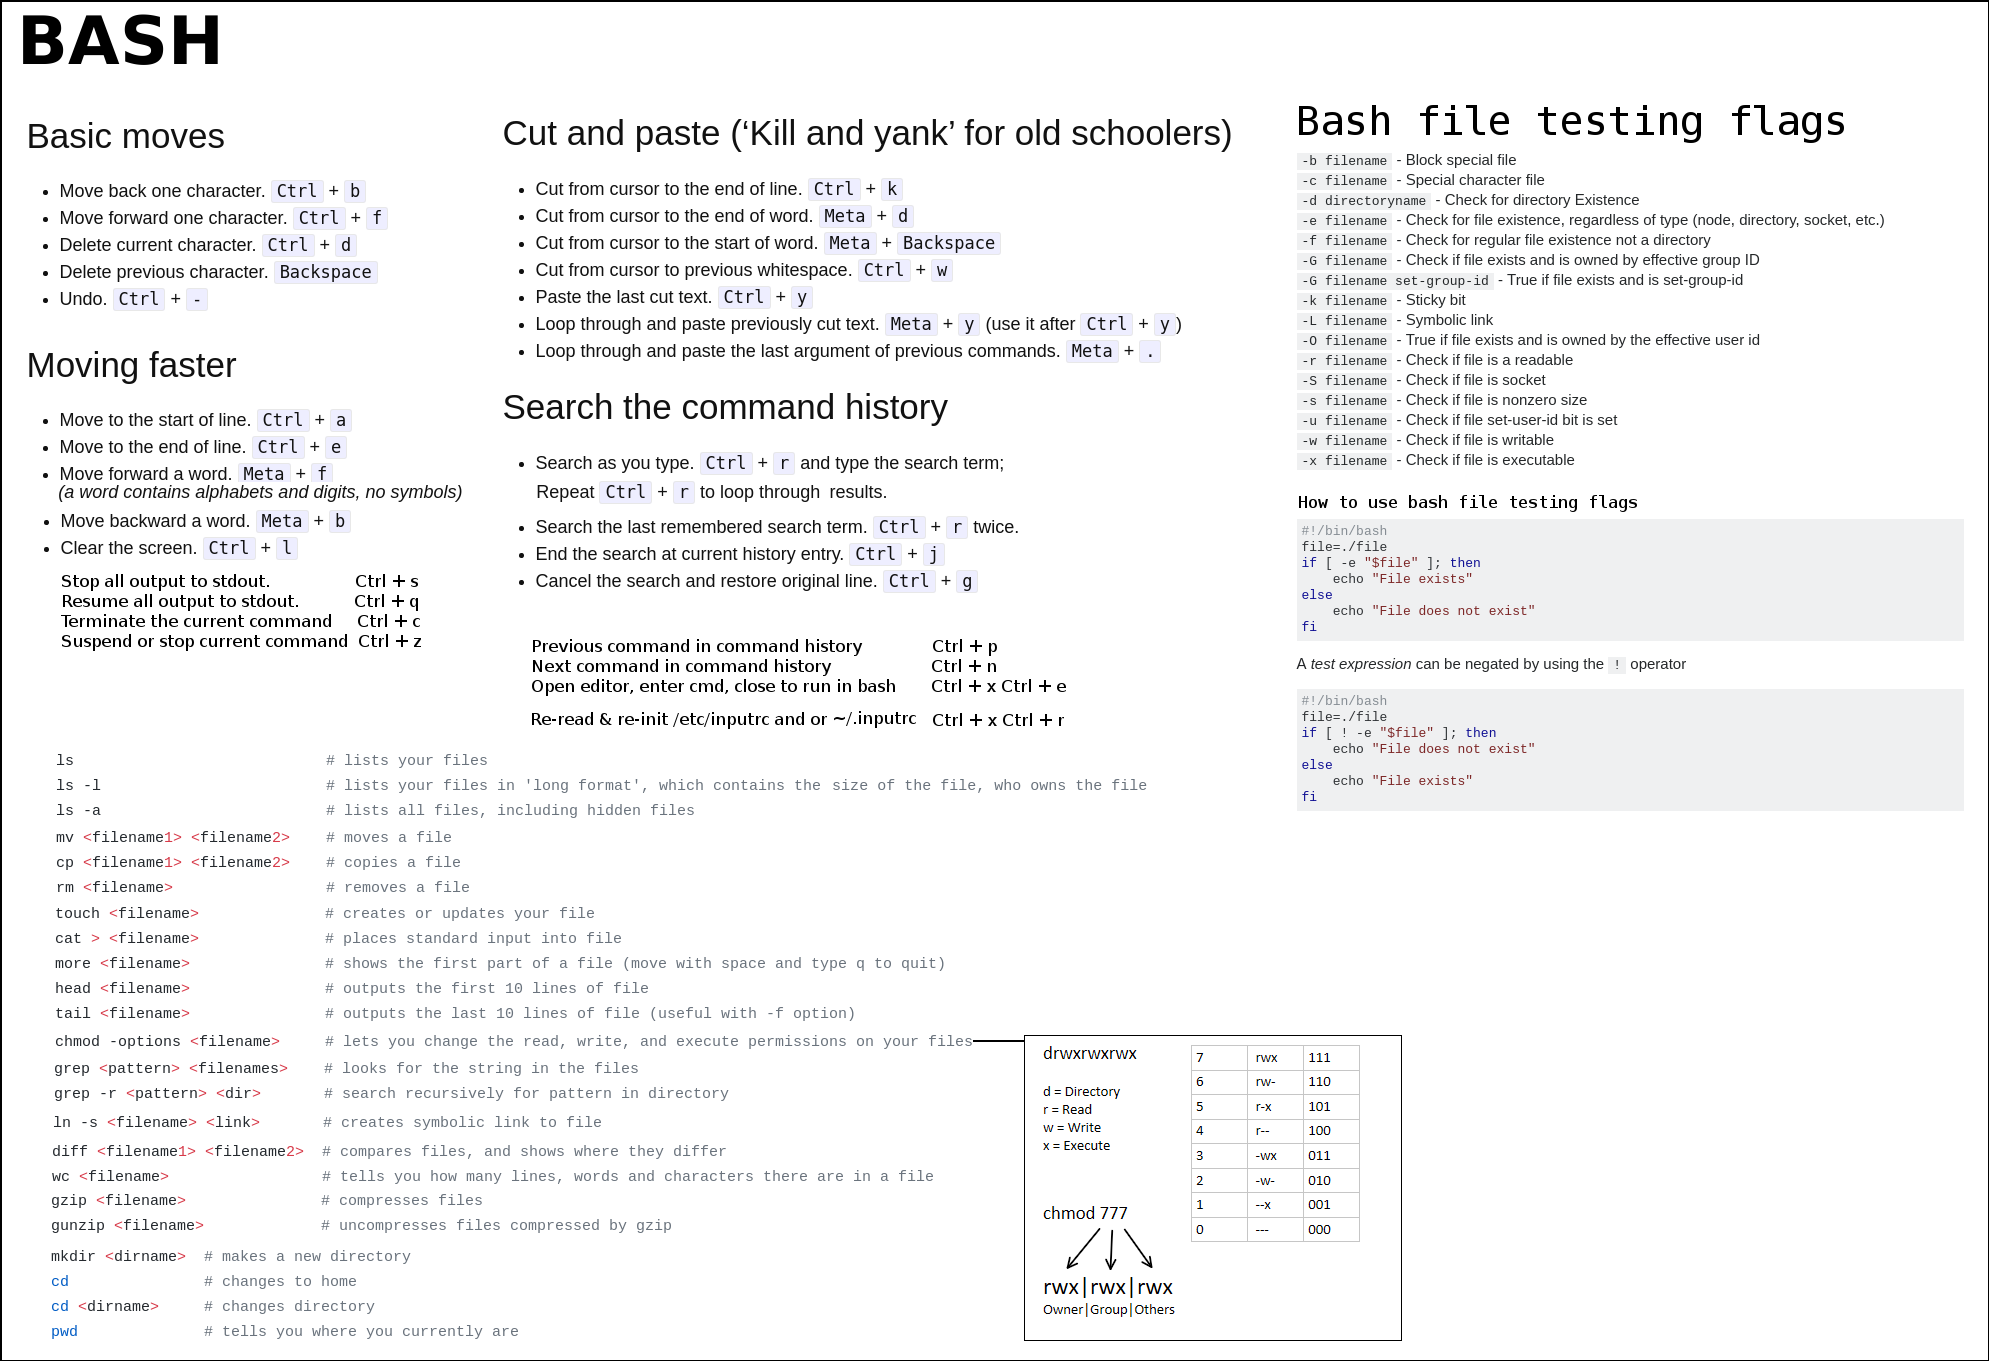 BASH
Basic moves
Move back one character. Ctrl + b
Move forward one character. Ctrl + f
Delete current character. Ctrl + d
Delete previous character. Backspace
Undo. Ctrl + -
Moving faster
Move to the start of line. Ctrl + a
Move to the end of line. Ctrl + e
Move forward a word. Meta + f
(a word contains alphabets and digits, no symbols)
Move backward a word. Meta + b
Clear the screen. Ctrl + l
Stop all output to stdout. Ctrl + s
Resume all output to stdout. Ctrl + q
Terminate the current command Ctrl + c
Suspend or stop current command Ctrl + z
Cut and paste (‘Kill and yank’ for old schoolers)
Cut from cursor to the end of line. Ctrl + k
Cut from cursor to the end of word. Meta + d
Cut from cursor to the start of word. Meta + Backspace
Cut from cursor to previous whitespace. Ctrl + w
Paste the last cut text. Ctrl + y
Loop through and paste previously cut text. Meta + y (use it after Ctrl + y )
Loop through and paste the last argument of previous commands. Meta + .
Search the command history
Search as you type. Ctrl + r and type the search term;
Repeat Ctrl + r to loop through results.
Search the last remembered search term. Ctrl + r twice.
End the search at current history entry. Ctrl + j
Cancel the search and restore original line. Ctrl + g
Previous command in command history Ctrl + p
Next command in command history Ctrl + n
Open editor, enter cmd, close to run in bash Ctrl + x Ctrl + e
Re-read & re-init /etc/inputrc and or ~/.inputrc Ctrl + x Ctrl + r
Bash file testing flags
-b filename - Block special file
-c filename - Special character file
-d directoryname - Check for directory Existence
-e filename - Check for file existence, regardless of type (node, directory, socket, etc.)
-f filename - Check for regular file existence not a directory
-G filename - Check if file exists and is owned by effective group ID
-G filename set-group-id - True if file exists and is set-group-id
-k filename - Sticky bit
-L filename - Symbolic link
-O filename - True if file exists and is owned by the effective user id
-r filename - Check if file is a readable
-S filename - Check if file is socket
-s filename - Check if file is nonzero size
-u filename - Check if file set-user-id bit is set
-w filename - Check if file is writable
-x filename - Check if file is executable
How to use bash file testing flags
#!/bin/bash
file=./file
if [ -e "$file" ]; then
    echo "File exists"
else
    echo "File does not exist"
fi
A test expression can be negated by using the ! operator
#!/bin/bash
file=./file
if [ ! -e "$file" ]; then
    echo "File does not exist"
else
    echo "File exists"
fi
ls # lists your files
ls -l # lists your files in 'long format', which contains the size of the file, who owns the file
ls -a # lists all files, including hidden files
mv <filename1> <filename2> # moves a file
cp <filename1> <filename2> # copies a file
rm <filename> # removes a file
touch <filename> # creates or updates your file
cat > <filename> # places standard input into file
more <filename> # shows the first part of a file (move with space and type q to quit)
head <filename> # outputs the first 10 lines of file
tail <filename> # outputs the last 10 lines of file (useful with -f option)
chmod -options <filename> # lets you change the read, write, and execute permissions on your files
grep <pattern> <filenames> # looks for the string in the files
grep -r <pattern> <dir> # search recursively for pattern in directory
ln -s <filename> <link> # creates symbolic link to file
diff <filename1> <filename2> # compares files, and shows where they differ
wc <filename> # tells you how many lines, words and characters there are in a file
gzip <filename> # compresses files
gunzip <filename> # uncompresses files compressed by gzip
mkdir <dirname> # makes a new directory
cd # changes to home
cd <dirname> # changes directory
pwd # tells you where you currently are
drwxrwxrwx
d = Directory
r = Read
w = Write
x = Execute
chmod 777
rwx|rwx|rwx
Owner|Group|Others
7 rwx 111
6 rw- 110
5 r-x 101
4 r-- 100
3 -wx 011
2 -w- 010
1 --x 001
0 --- 000